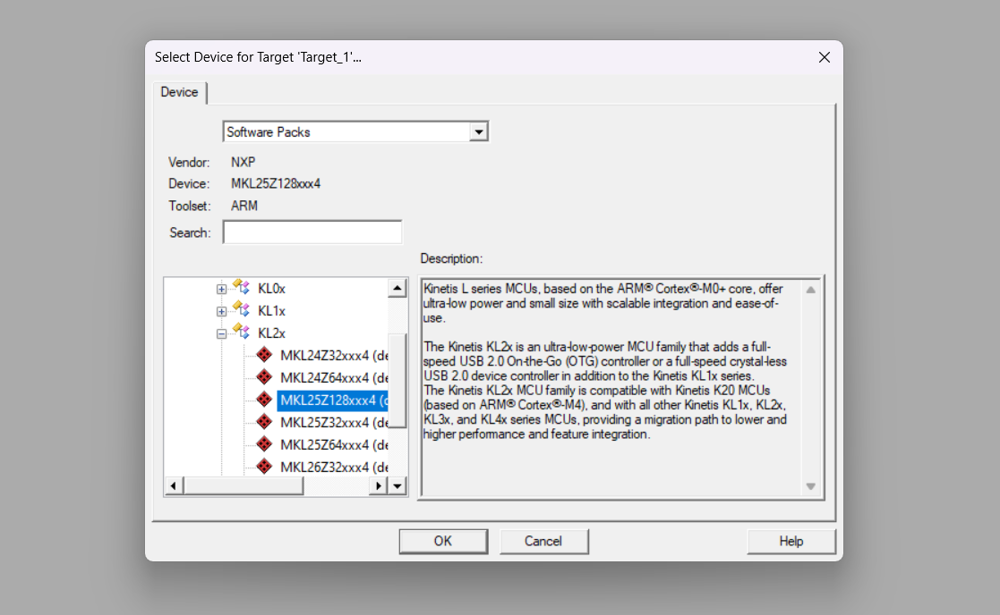 Select Device for Target 'Target_1'...
Device
Software Packs
Vendor: NXP
Device: MKL25Z128xxx4
Toolset: ARM
Search:
Description:
KL0x
KL1x
KL2x
MKL24Z32xxx4 (de
MKL24Z64xxx4 (de
MKL25Z128xxx4 (d
MKL25Z32xxx4 (de
MKL25Z64xxx4 (de
MKL26Z32xxx4 (de
Kinetis L series MCUs, based on the ARM® Cortex®-M0+ core, offer
ultra-low power and small size with scalable integration and ease-of-
use.
The Kinetis KL2x is an ultra-low-power MCU family that adds a full-
speed USB 2.0 On-the-Go (OTG) controller or a full-speed crystal-less
USB 2.0 device controller in addition to the Kinetis KL1x series.
The Kinetis KL2x MCU family is compatible with Kinetis K20 MCUs
(based on ARM® Cortex®-M4), and with all other Kinetis KL1x, KL2x,
KL3x, and KL4x series MCUs, providing a migration path to lower and
higher performance and feature integration.
OK
Cancel
Help